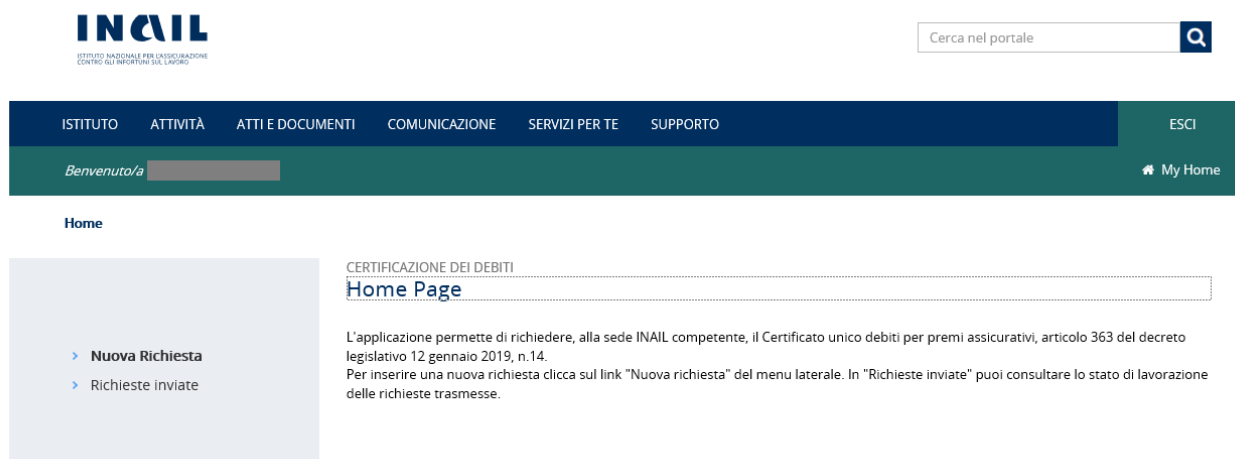 INAIL
ISTITUTO NAZIONALE PER L'ASSICURAZIONE
CONTRO GLI INFORTUNI SUL LAVORO
Cerca nel portale
ISTITUTO ATTIVITÀ ATTI E DOCUMENTI COMUNICAZIONE SERVIZI PER TE SUPPORTO ESCI
Benvenuto/a
My Home
Home
CERTIFICAZIONE DEI DEBITI
Home Page
Nuova Richiesta
Richieste inviate
L'applicazione permette di richiedere, alla sede INAIL competente, il Certificato unico debiti per premi assicurativi, articolo 363 del decreto
legislativo 12 gennaio 2019, n.14.
Per inserire una nuova richiesta clicca sul link "Nuova richiesta" del menu laterale. In "Richieste inviate" puoi consultare lo stato di lavorazione
delle richieste trasmesse.